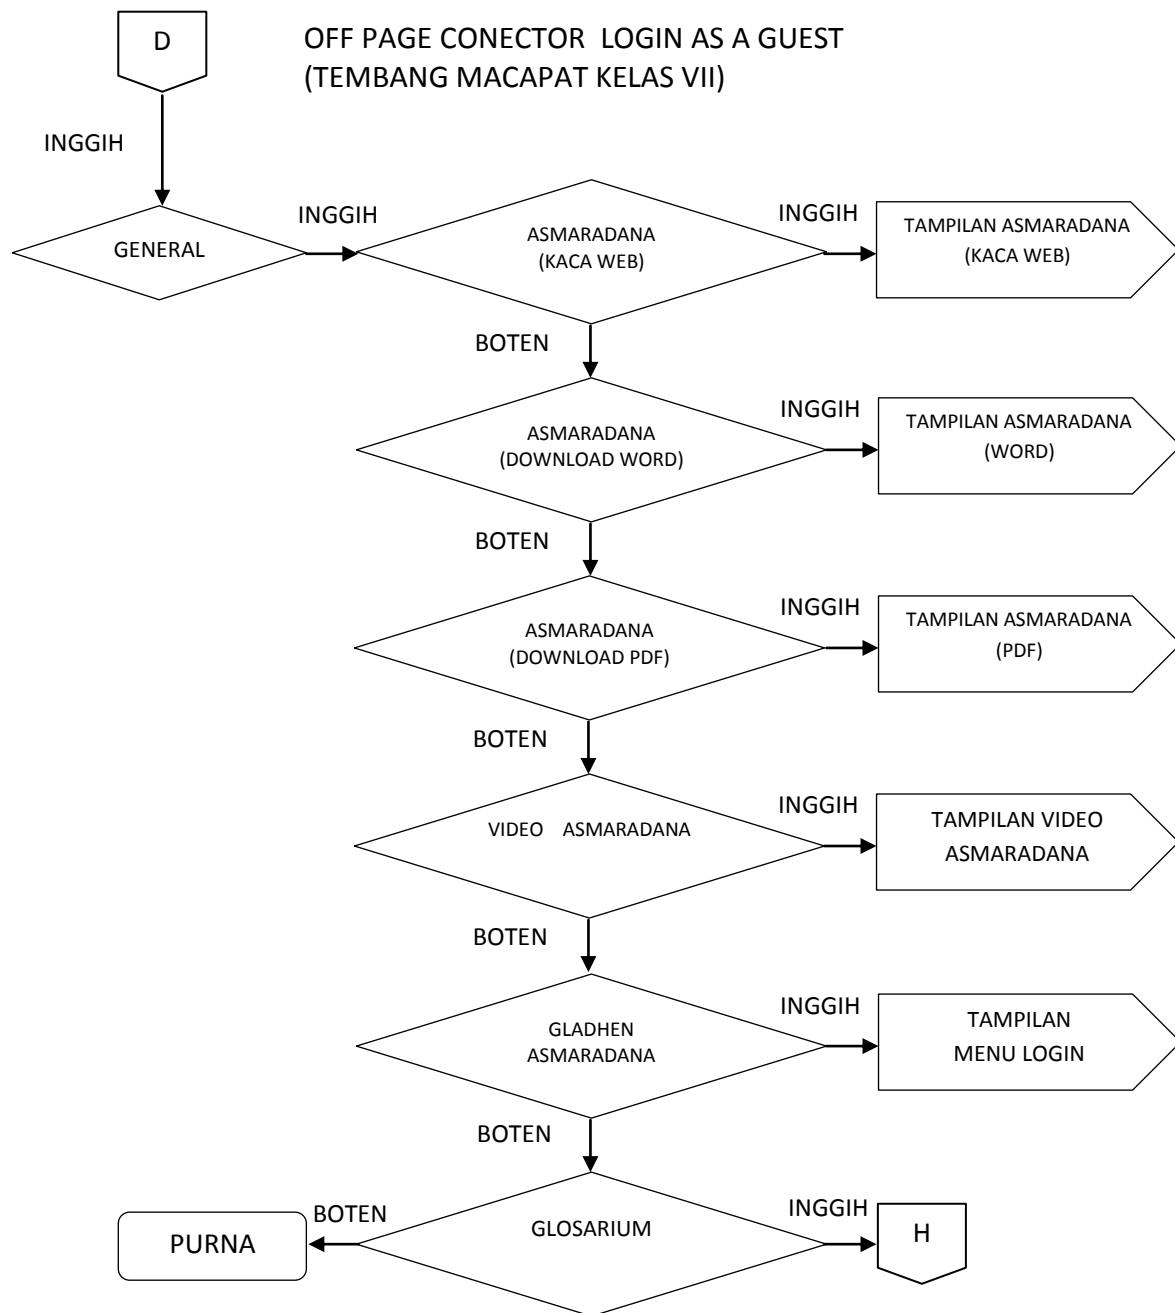 D
OFF PAGE CONECTOR LOGIN AS A GUEST
(TEMBANG MACAPAT KELAS VII)
INGGIH
GENERAL
INGGIH
ASMARADANA
(KACA WEB)
INGGIH
TAMPILAN ASMARADANA
(KACA WEB)
BOTEN
ASMARADANA
(DOWNLOAD WORD)
INGGIH
TAMPILAN ASMARADANA
(WORD)
BOTEN
ASMARADANA
(DOWNLOAD PDF)
INGGIH
TAMPILAN ASMARADANA
(PDF)
BOTEN
VIDEO ASMARADANA
INGGIH
TAMPILAN VIDEO
ASMARADANA
BOTEN
GLADHEN
ASMARADANA
INGGIH
TAMPILAN
MENU LOGIN
BOTEN
PURNA
BOTEN
GLOSARIUM
INGGIH
H